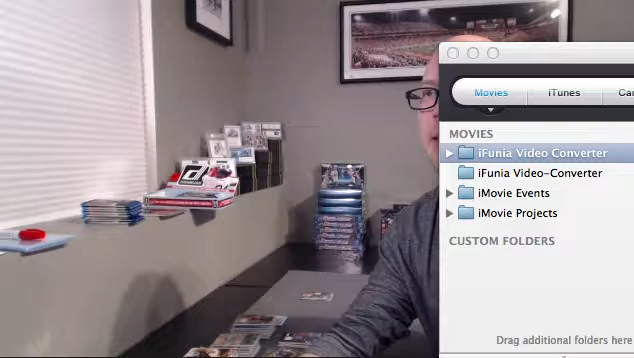 Movies
iTunes
Ca
MOVIES
iFunia Video Converter
iFunia Video-Converter
iMovie Events
iMovie Projects
CUSTOM FOLDERS
Drag additional folders here